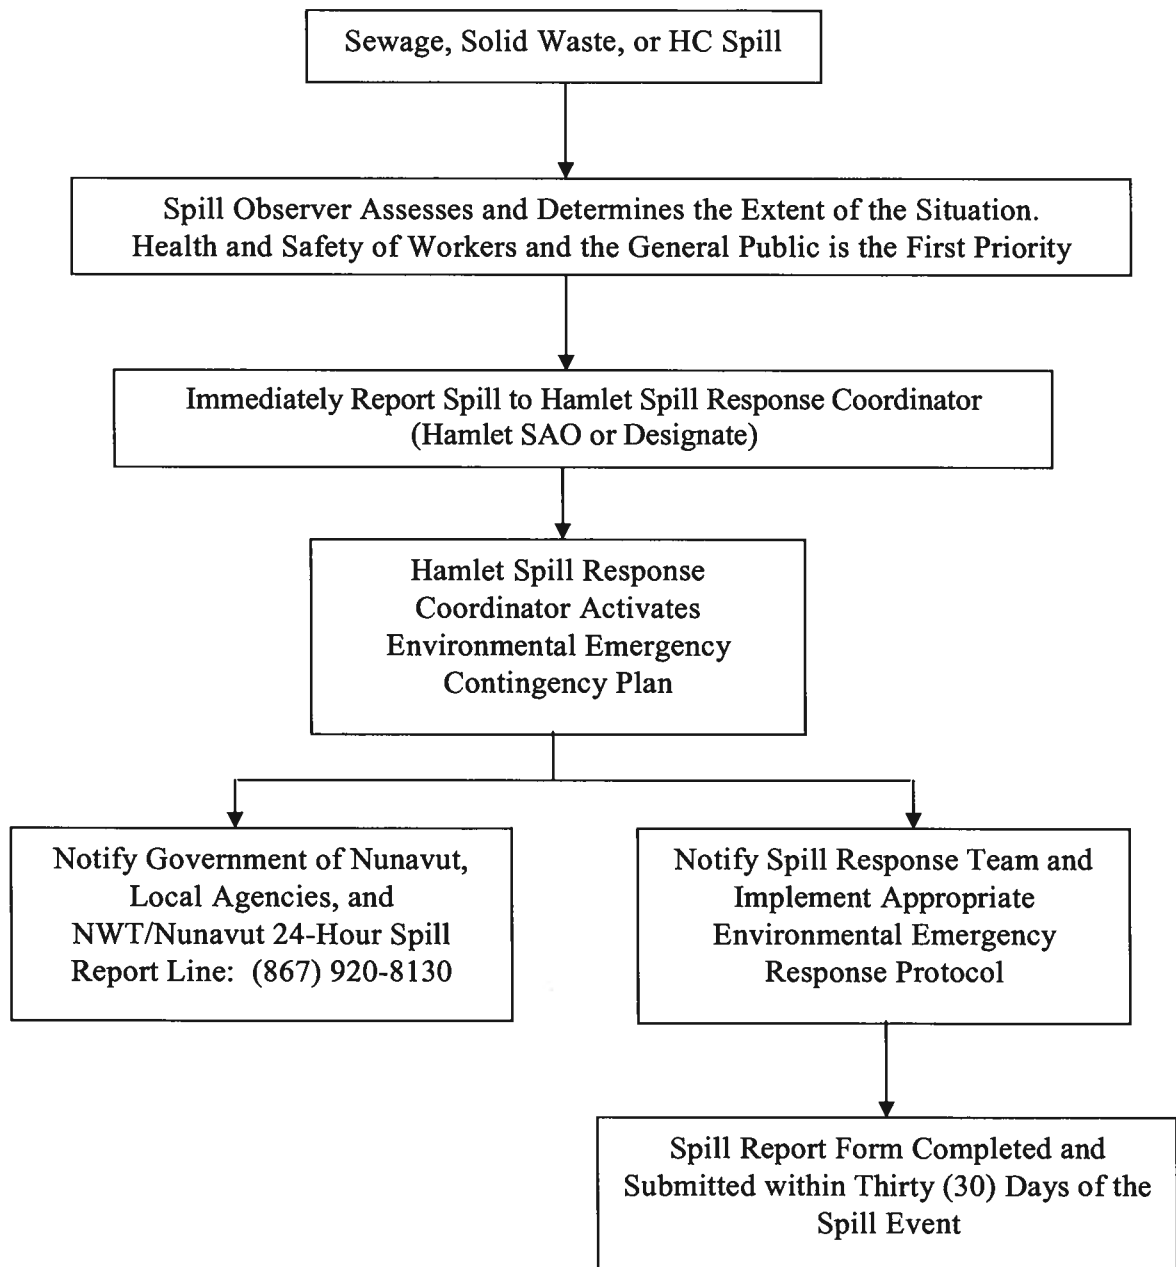 Sewage, Solid Waste, or HC Spill
Spill Observer Assesses and Determines the Extent of the Situation.
Health and Safety of Workers and the General Public is the First Priority
Immediately Report Spill to Hamlet Spill Response Coordinator
(Hamlet SAO or Designate)
Hamlet Spill Response
Coordinator Activates
Environmental Emergency
Contingency Plan
Notify Government of Nunavut,
Local Agencies, and
NWT/Nunavut 24-Hour Spill
Report Line: (867) 920-8130
Notify Spill Response Team and
Implement Appropriate
Environmental Emergency
Response Protocol
Spill Report Form Completed and
Submitted within Thirty (30) Days of the
Spill Event